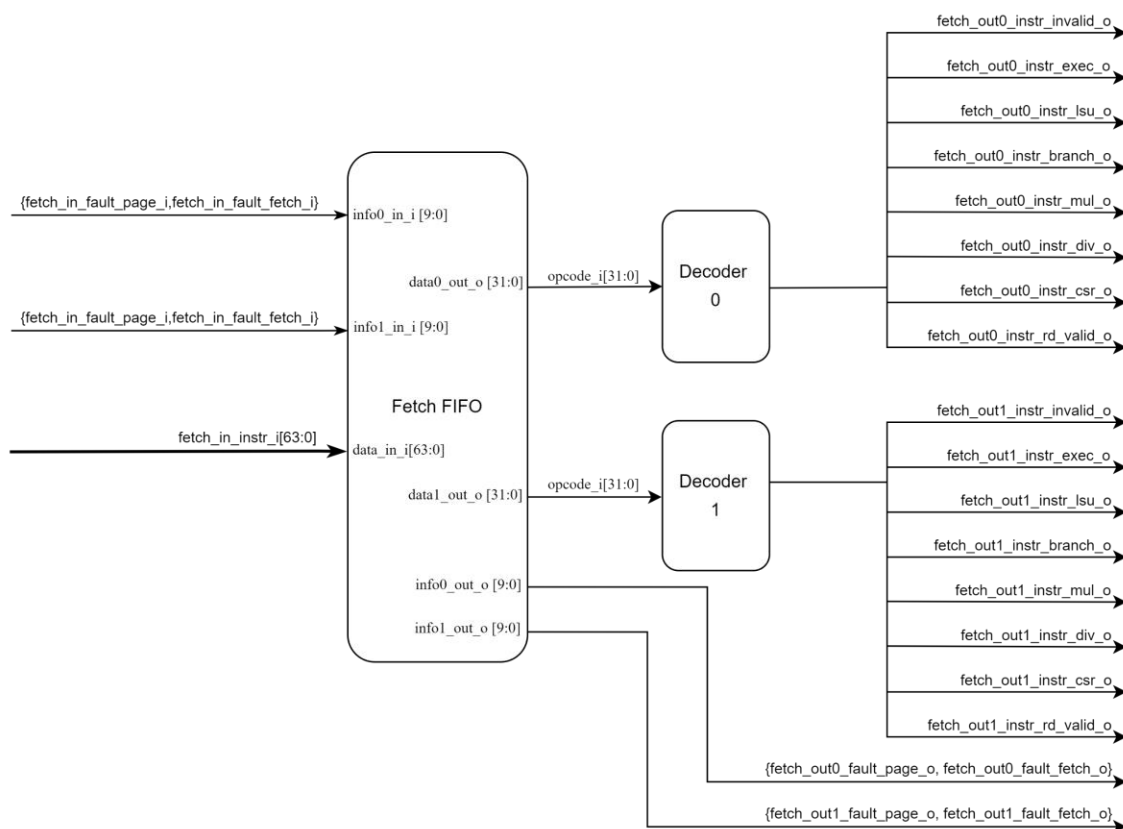 fetch_out0_instr_invalid_o
fetch_out0_instr_exec_o
fetch_out0_instr_lsu_o
fetch_out0_instr_branch_o
fetch_out0_instr_mul_o
fetch_out0_instr_div_o
fetch_out0_instr_csr_o
fetch_out0_instr_rd_valid_o
{fetch_in_fault_page_i,fetch_in_fault_fetch_i}
info0_in_i [9:0]
data0_out_o [31:0]
opcode_i[31:0]
Decoder
0
{fetch_in_fault_page_i,fetch_in_fault_fetch_i}
info1_in_i [9:0]
Fetch FIFO
fetch_in_instr_i[63:0]
data_in_i[63:0]
data1_out_o [31:0]
opcode_i[31:0]
Decoder
1
info0_out_o [9:0]
info1_out_o [9:0]
fetch_out1_instr_invalid_o
fetch_out1_instr_exec_o
fetch_out1_instr_lsu_o
fetch_out1_instr_branch_o
fetch_out1_instr_mul_o
fetch_out1_instr_div_o
fetch_out1_instr_csr_o
fetch_out1_instr_rd_valid_o
{fetch_out0_fault_page_o, fetch_out0_fault_fetch_o}
{fetch_out1_fault_page_o, fetch_out1_fault_fetch_o}